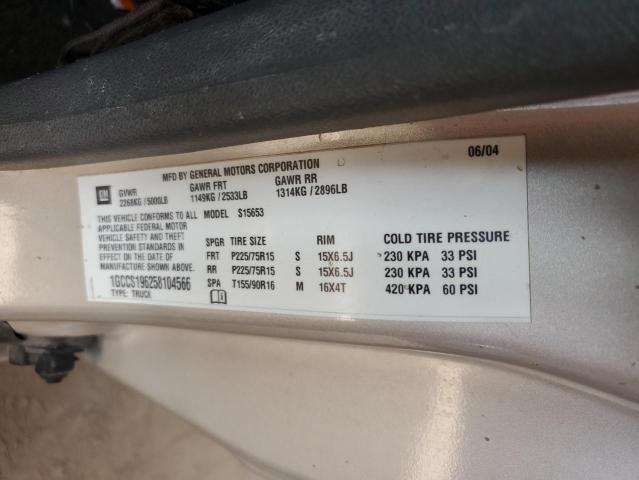 MFD BY GENERAL MOTORS CORPORATION 06/04
GM GVWR GAWR FRT GAWR RR
2268KG / 5000LB 1149KG / 2533LB 1314KG / 2896LB
THIS VEHICLE CONFORMS TO ALL MODEL S15653
APPLICABLE FEDERAL MOTOR
VEHICLE SAFETY AND THEFT
PREVENTION STANDARDS IN
EFFECT ON THE DATE OF
MANUFACTURE SHOWN ABOVE.
1GCCS196258104566
TYPE: TRUCK
SPGR TIRE SIZE RIM COLD TIRE PRESSURE
FRT P225/75R15 S 15X6.5J 230 KPA 33 PSI
RR P225/75R15 S 15X6.5J 230 KPA 33 PSI
SPA T155/90R16 M 16X4T 420 KPA 60 PSI